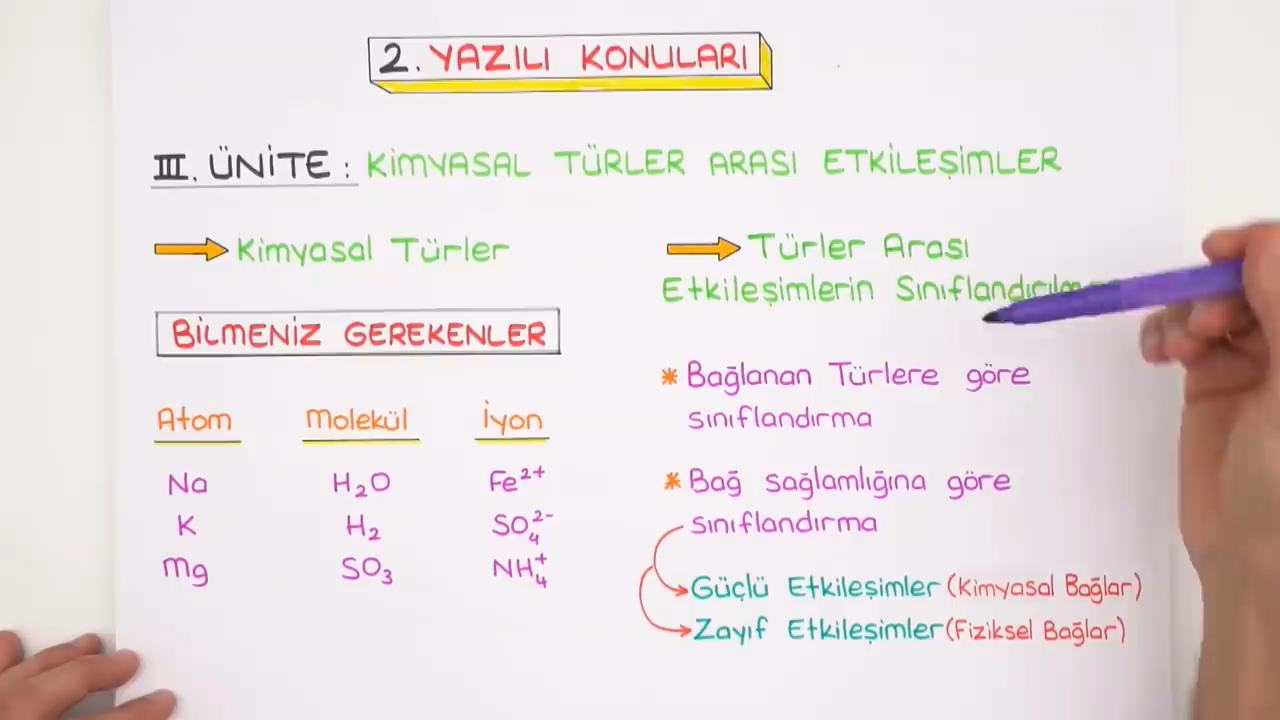 2. YAZILI KONULARI
III. ÜNİTE: KİMYASAL TÜRLER ARASI ETKİLEŞİMLER
Kimyasal Türler
BİLMENİZ GEREKENLER
Atom Molekül İyon
Na H₂O Fe²⁺
K H₂ SO₄²⁻
Mg SO₃ NH₄⁺
Türler Arası
Etkileşimlerin
* Bağlanan Türlere göre
sınıflandırma
* Bağ sağlamlığına göre
sınıflandırma
Güçlü Etkileşimler (Kimyasal Bağlar)
Zayıf Etkileşimler (Fiziksel Bağlar)